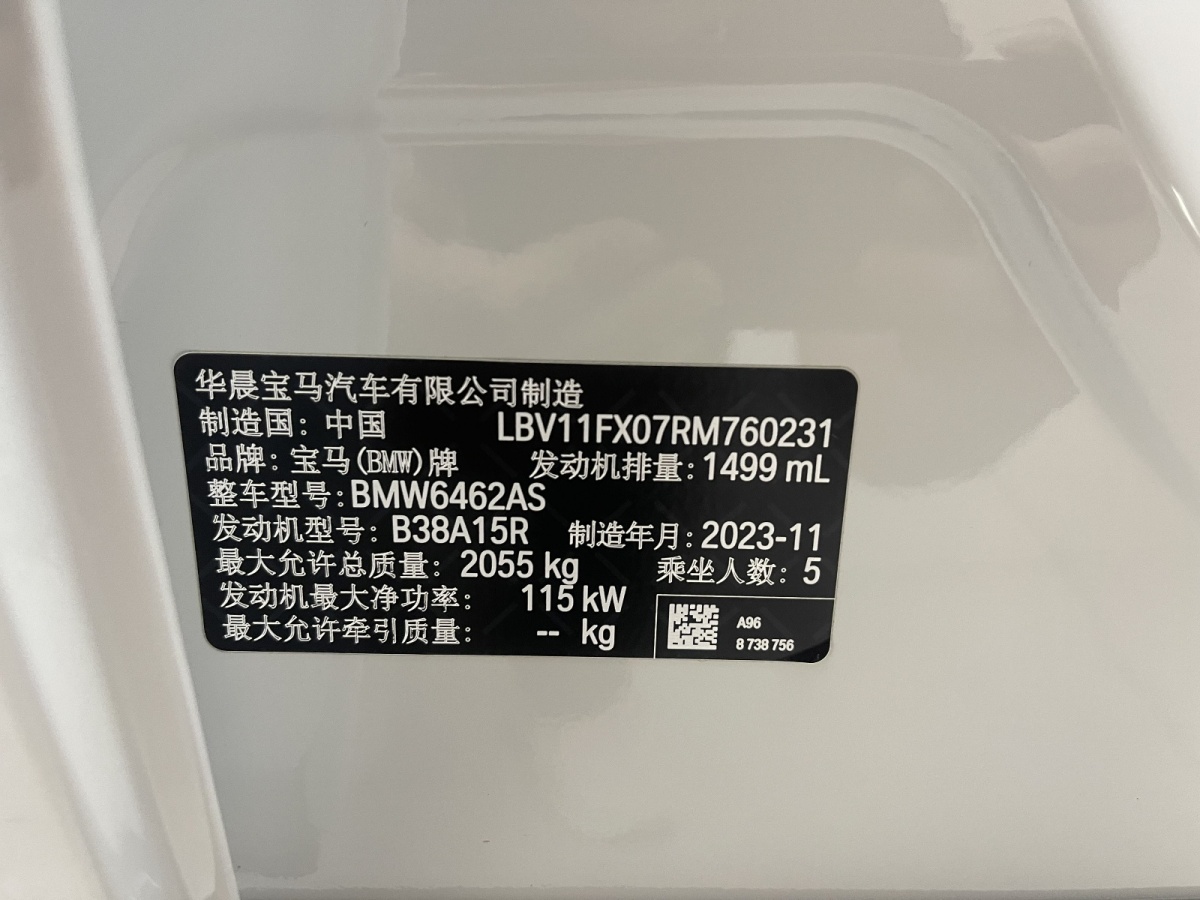 华晨宝马汽车有限公司制造
制造国：中国 LBV11FX07RM760231
品牌：宝马(BMW)牌 发动机排量：1499 mL
整车型号：BMW6462AS
发动机型号：B38A15R 制造年月：2023-11
最大允许总质量：2055 kg 乘坐人数：5
发动机最大净功率：115 kW
最大允许牵引质量：-- kg
A96
8 738 756